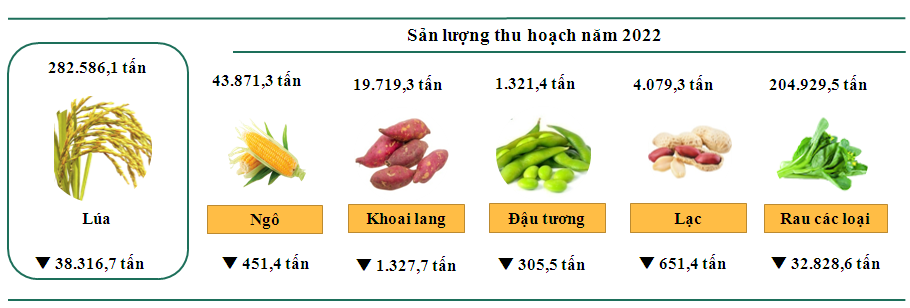 Sản lượng thu hoạch năm 2022
282.586,1 tấn
43.871,3 tấn
19.719,3 tấn
1.321,4 tấn
4.079,3 tấn
204.929,5 tấn
Lúa
Ngô
Khoai lang
Đậu tương
Lạc
Rau các loại
▼ 38.316,7 tấn
▼ 451,4 tấn
▼ 1.327,7 tấn
▼ 305,5 tấn
▼ 651,4 tấn
▼ 32.828,6 tấn